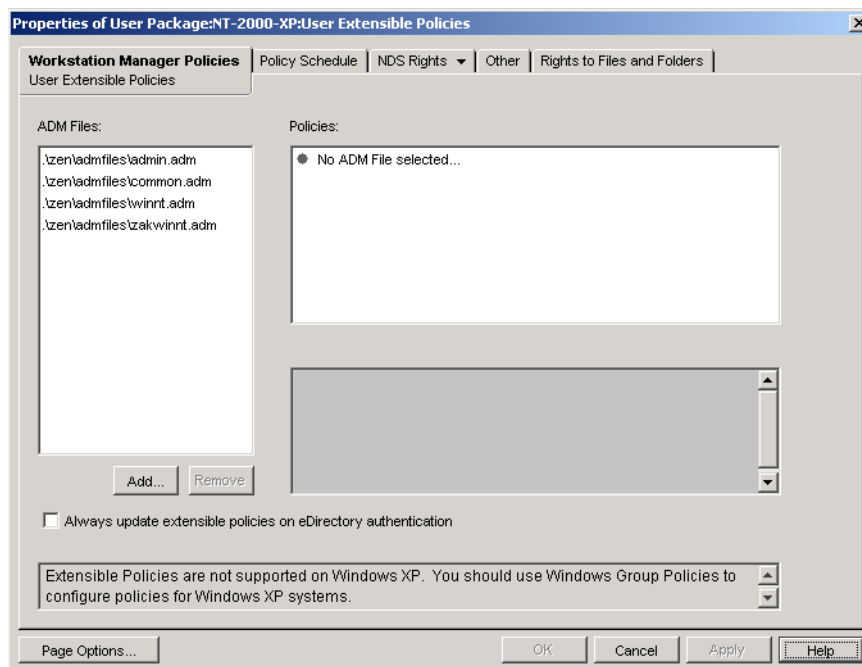 Properties of User Package:NT-2000-XP:User Extensible Policies
Workstation Manager Policies
User Extensible Policies
Policy Schedule
NDS Rights
Other
Rights to Files and Folders
ADM Files:
.\zen\admfiles\admin.adm
.\zen\admfiles\common.adm
.\zen\admfiles\winnt.adm
.\zen\admfiles\zakwinnt.adm
Policies:
No ADM File selected...
Add...
Remove
Always update extensible policies on eDirectory authentication
Extensible Policies are not supported on Windows XP. You should use Windows Group Policies to
configure policies for Windows XP systems.
Page Options...
OK
Cancel
Apply
Help